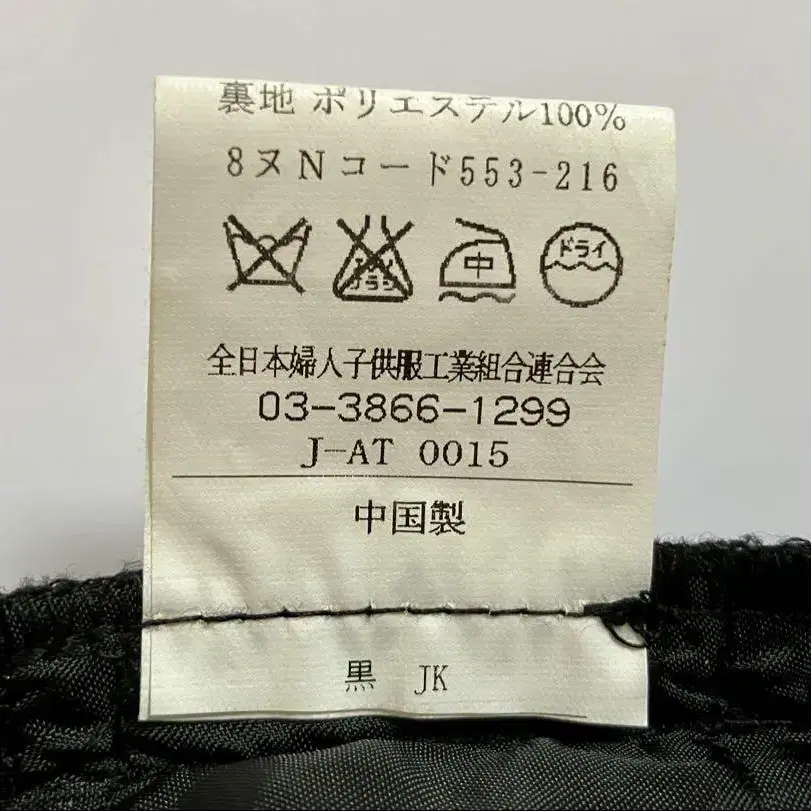 裏地 ポリエステル100%
8ヌNコード553-216
中
ドライ
全日本婦人子供服工業組合連合会
03-3866-1299
J-AT 0015
中国製
黒 JK